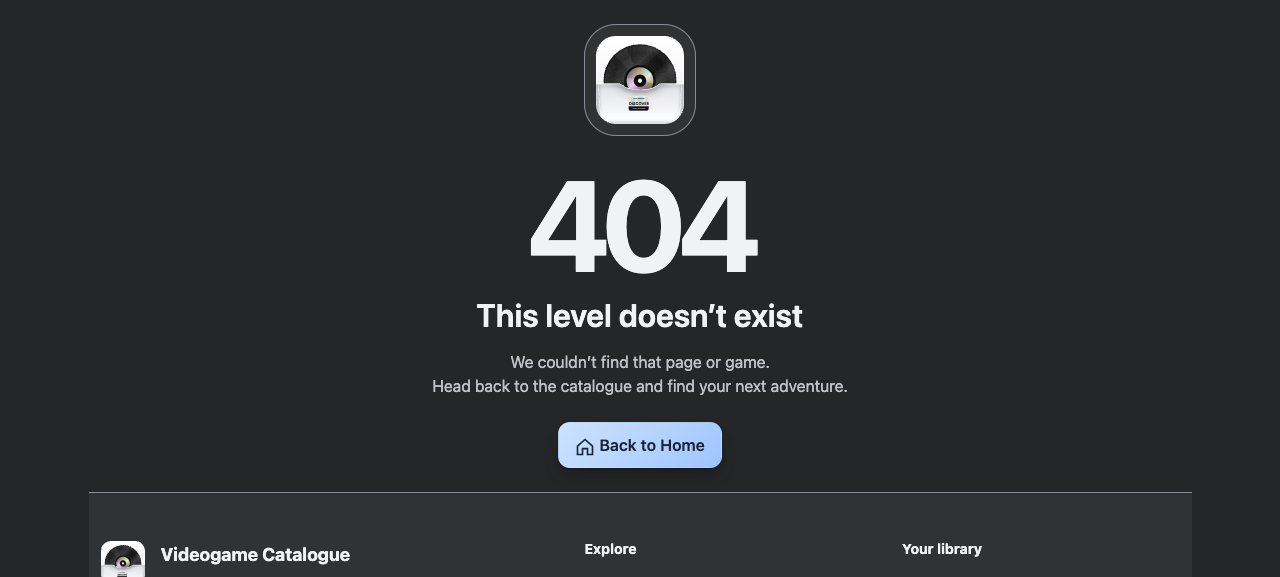 DISCOVER
404
This level doesn’t exist
We couldn’t find that page or game.
Head back to the catalogue and find your next adventure.
Back to Home
Videogame Catalogue
Explore
Your library